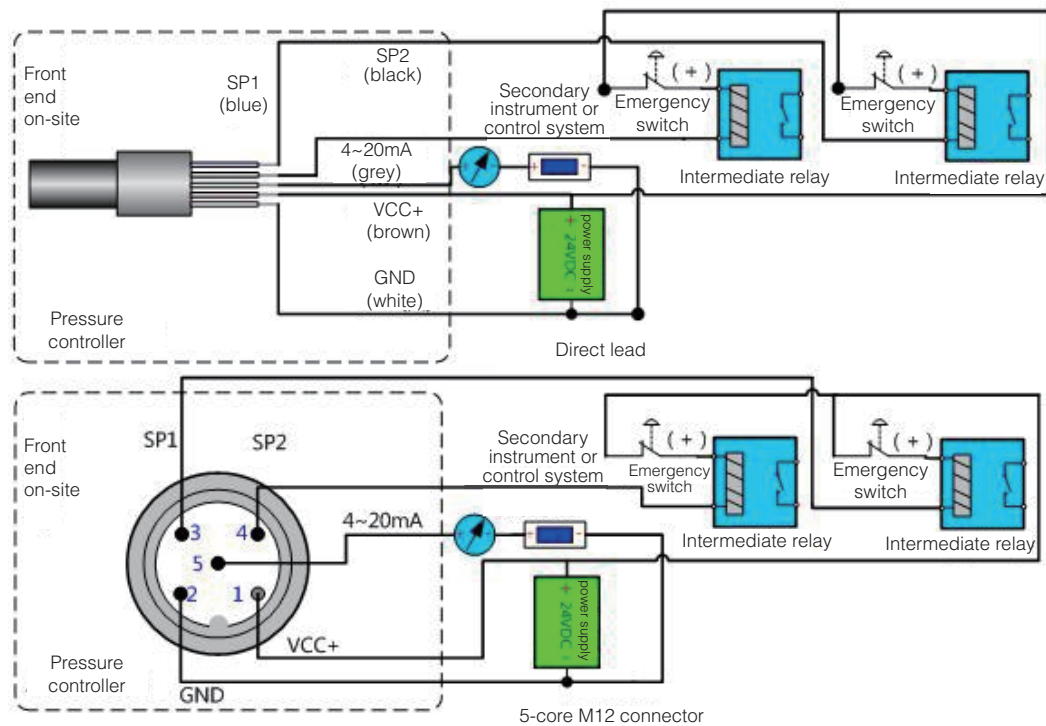 SP2
(black)
Front
end
on-site
SP1
(blue)
Secondary
instrument or
control system
(+)
Emergency
switch
(+)
Emergency
switch
4~20mA
(grey)
Intermediate relay
Intermediate relay
VCC+
(brown)
+ 24VDC -
power supply
GND
(white)
Pressure
controller
Direct lead
Front
end
on-site
SP1
SP2
Secondary
instrument or
control system
(+)
Emergency
switch
(+)
Emergency
switch
4~20mA
3
4
5
2
1
Intermediate relay
Intermediate relay
+ 24VDC -
power supply
VCC+
Pressure
controller
GND
5-core M12 connector